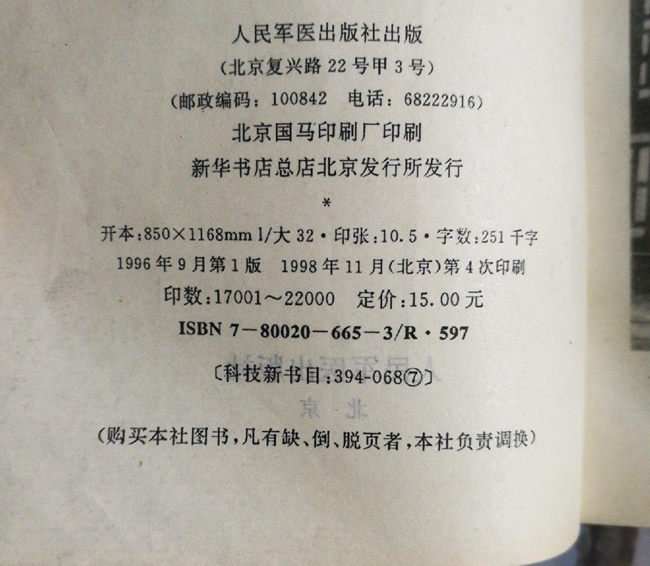 人民军医出版社出版
(北京复兴路22号甲3号)
(邮政编码：100842 电话：68222916)
北京国马印刷厂印刷
新华书店总店北京发行所发行
*
开本:850×1168mm 1/大32·印张:10.5·字数:251千字
1996年9月第1版 1998年11月(北京)第4次印刷
印数:17001～22000 定价:15.00元
ISBN 7－80020－665－3/R·597
〔科技新书目:394-068⑦〕
(购买本社图书,凡有缺、倒、脱页者,本社负责调换)